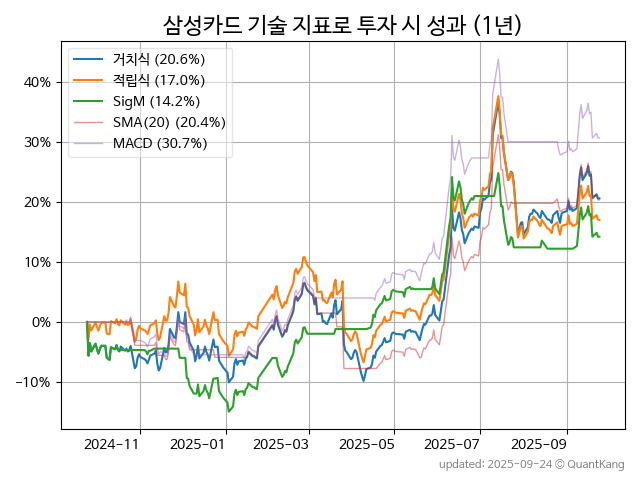 삼성카드 기술 지표로 투자 시 성과 (1년)
거치식 (20.6%)
적립식 (17.0%)
SigM (14.2%)
SMA(20) (20.4%)
MACD (30.7%)
40%
30%
20%
10%
0%
−10%
2024-11
2025-01
2025-03
2025-05
2025-07
2025-09
updated: 2025-09-24 © QuantKang